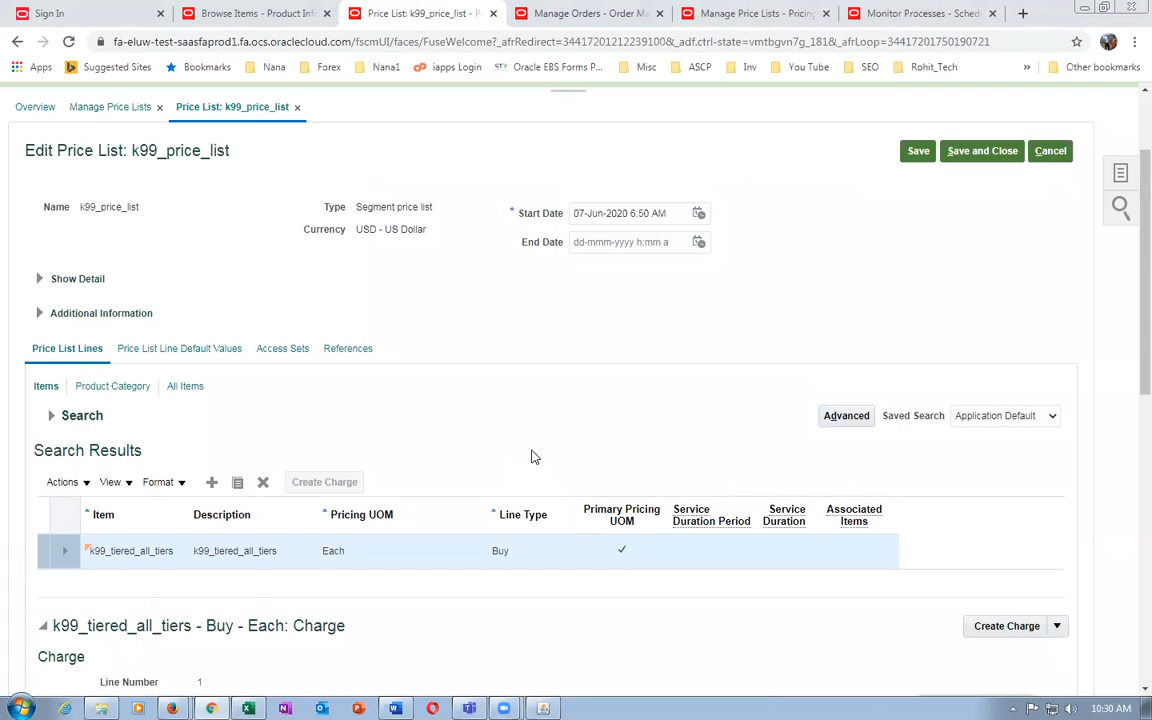 Sign In
Browse Items - Product Inf
Price List: k99_price_list - P
Manage Orders - Order M
Manage Price Lists - Pricing
Monitor Processes - Sched
fa-eluw-test-saasfaprod1.fa.ocs.oraclecloud.com/fscmUI/faces/FuseWelcome?_afrRedirect=34417201212239100&_adf.ctrl-state=vmtbgvn7g_181&_afrLoop=34417201750190721
Apps Suggested Sites Bookmarks Nana Forex Nana1 iapps Login Oracle EBS Forms P... Misc ASCP Inv You Tube SEO Rohit_Tech » Other bookmarks
Overview Manage Price Lists Price List: k99_price_list
Edit Price List: k99_price_list
Save Save and Close Cancel
Name k99_price_list Type Segment price list * Start Date 07-Jun-2020 6:50 AM
Currency USD - US Dollar End Date dd-mmm-yyyy h:mm a
Show Detail
Additional Information
Price List Lines Price List Line Default Values Access Sets References
Items Product Category All Items
Search Advanced Saved Search Application Default
Search Results
Actions View Format Create Charge
* Item Description * Pricing UOM * Line Type Primary Pricing UOM Service Duration Period Service Duration Associated Items
k99_tiered_all_tiers k99_tiered_all_tiers Each Buy ✓
k99_tiered_all_tiers - Buy - Each: Charge Create Charge
Charge
Line Number 1
10:30 AM